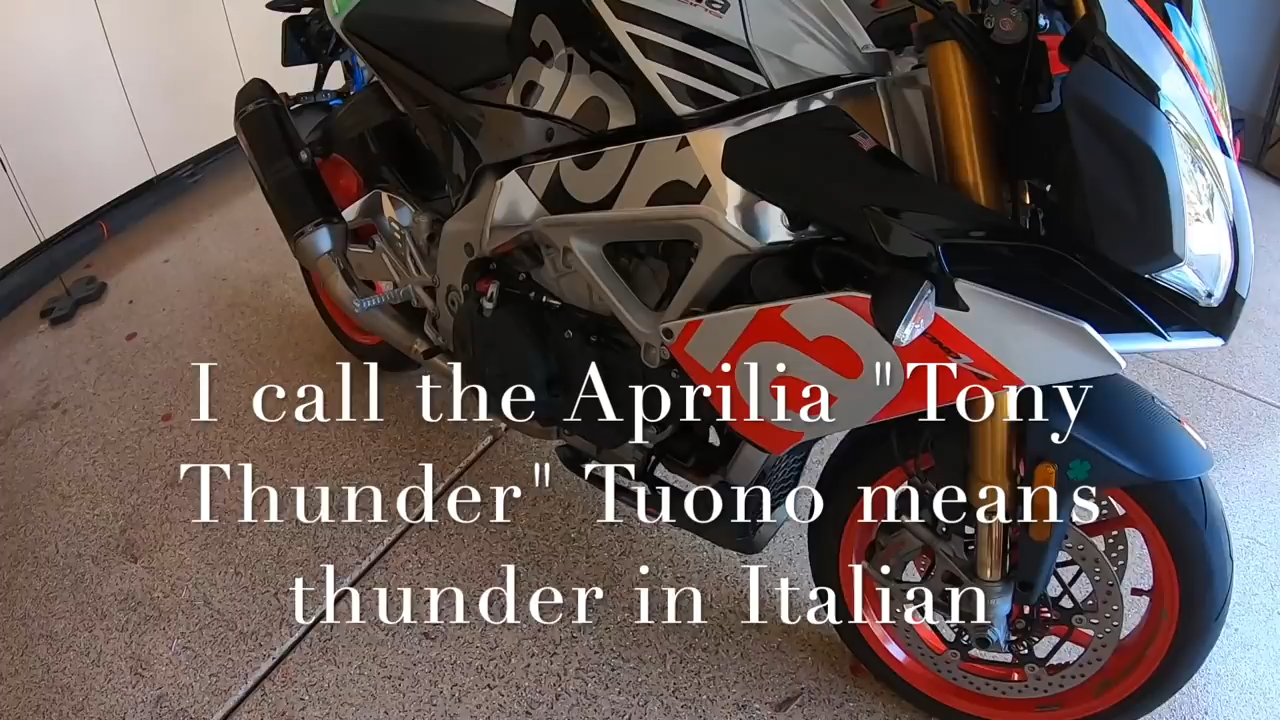 a
I call the Aprilia "Tony
Thunder" Tuono means
thunder in Italian